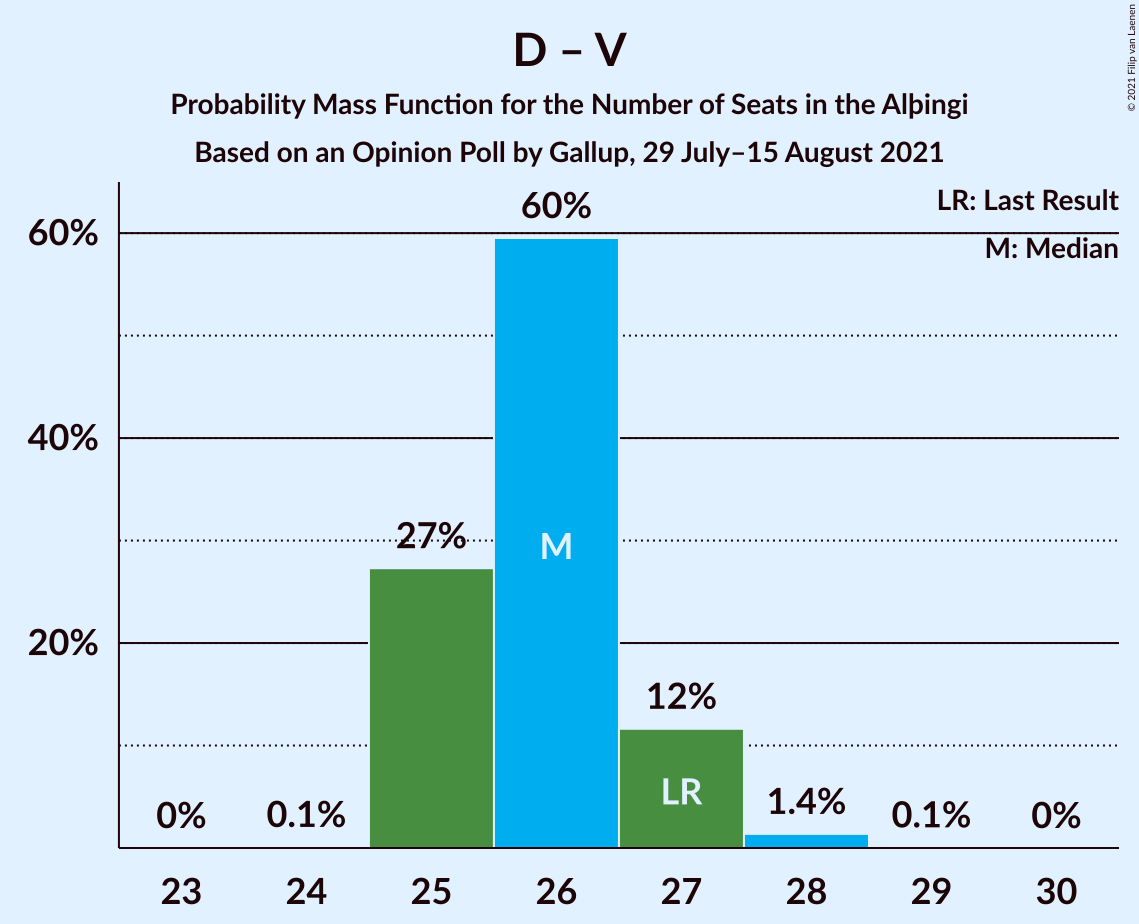 D – V
Probability Mass Function for the Number of Seats in the Alþingi
Based on an Opinion Poll by Gallup, 29 July–15 August 2021
© 2021 Filip van Laenen
LR: Last Result
M: Median
60%
40%
20%
0%
0.1%
27%
60%
12%
1.4%
0.1%
0%
M
LR
23 24 25 26 27 28 29 30